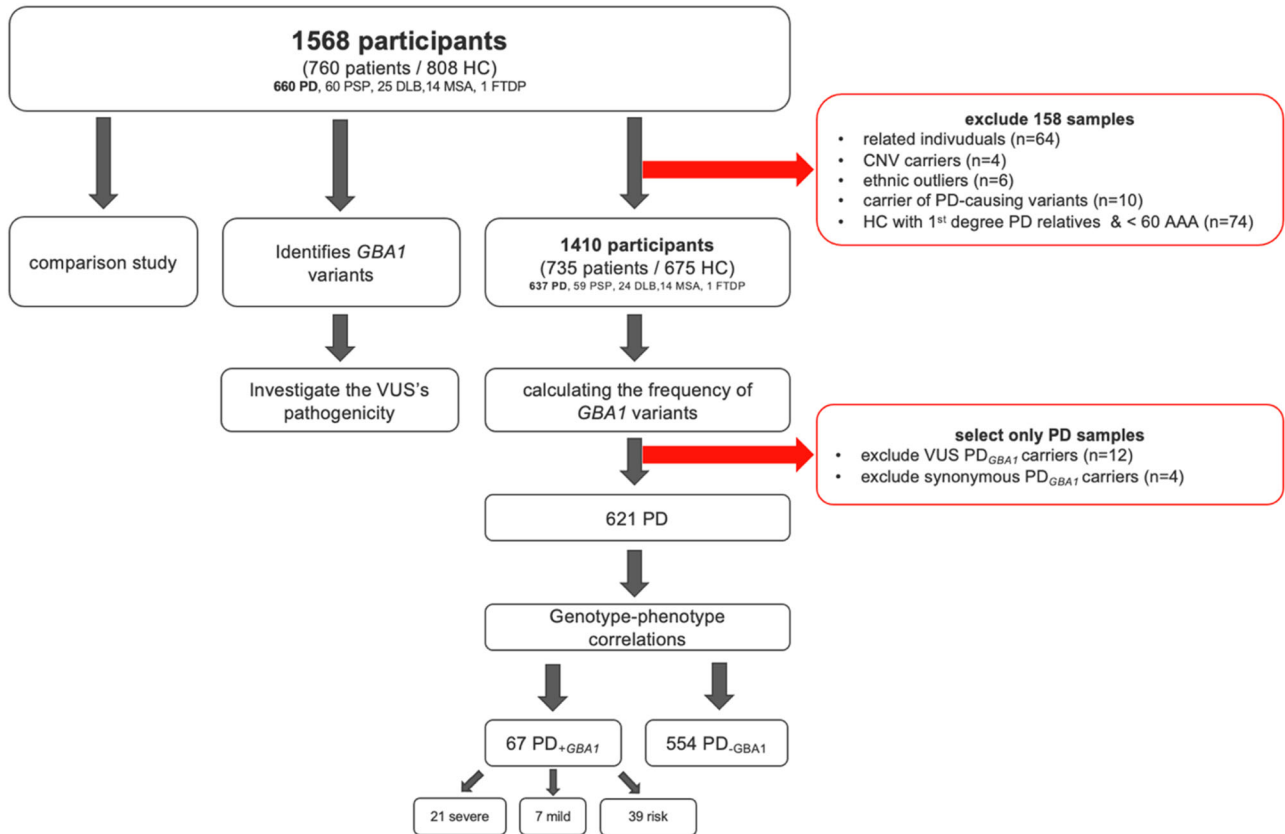 1568 participants
(760 patients / 808 HC)
660 PD, 60 PSP, 25 DLB,14 MSA, 1 FTDP
exclude 158 samples
• related indivuduals (n=64)
• CNV carriers (n=4)
• ethnic outliers (n=6)
• carrier of PD-causing variants (n=10)
• HC with 1st degree PD relatives & < 60 AAA (n=74)
comparison study
Identifies GBA1
variants
1410 participants
(735 patients / 675 HC)
637 PD, 59 PSP, 24 DLB,14 MSA, 1 FTDP
Investigate the VUS's
pathogenicity
calculating the frequency of
GBA1 variants
select only PD samples
• exclude VUS PDGBA1 carriers (n=12)
• exclude synonymous PDGBA1 carriers (n=4)
621 PD
Genotype-phenotype
correlations
67 PD+GBA1
554 PD-GBA1
21 severe
7 mild
39 risk